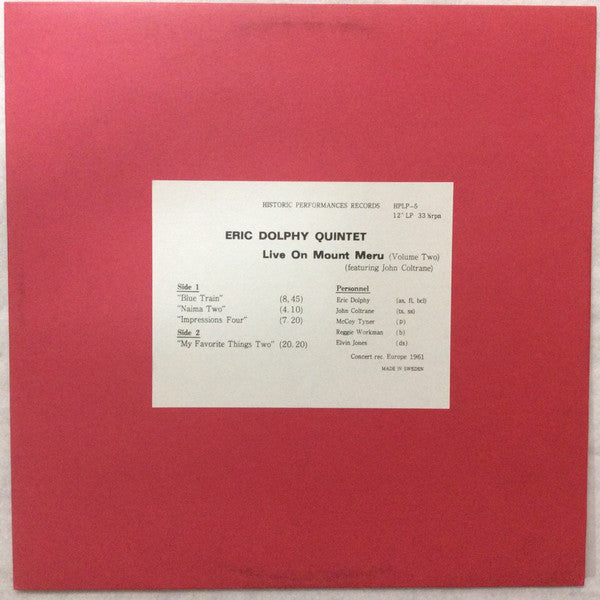 HISTORIC PERFORMANCES RECORDS HPLP-5
12" LP 33⅓rpm
ERIC DOLPHY QUINTET
Live On Mount Meru (Volume Two)
(featuring John Coltrane)
Side 1
"Blue Train" (8,45)
"Naima Two" (4.10)
"Impressions Four" (7.20)
Side 2
"My Favorite Things Two" (20.20)
Personnel
Eric Dolphy (as, fl, bcl)
John Coltrane (ts, ss)
McCoy Tyner (p)
Reggie Workman (b)
Elvin Jones (ds)
Concert rec. Europe 1961
MADE IN SWEDEN